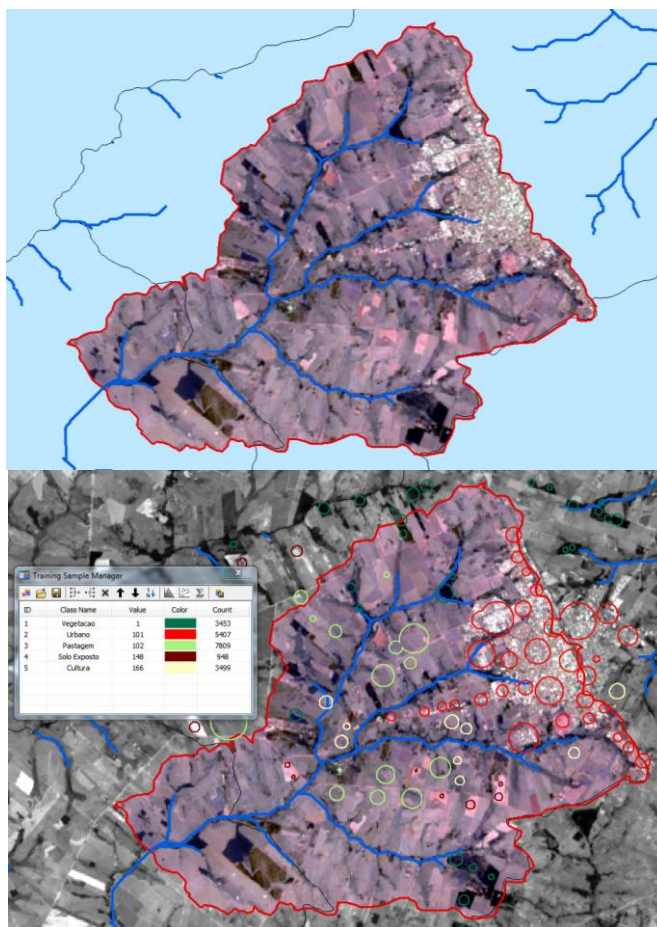 Training Sample Manager
ID Class Name Value Color Count
1 Vegetacao 1 3453
2 Urbano 101 5407
3 Pastagem 102 7809
4 Solo Exposto 148 948
5 Cultura 166 3499